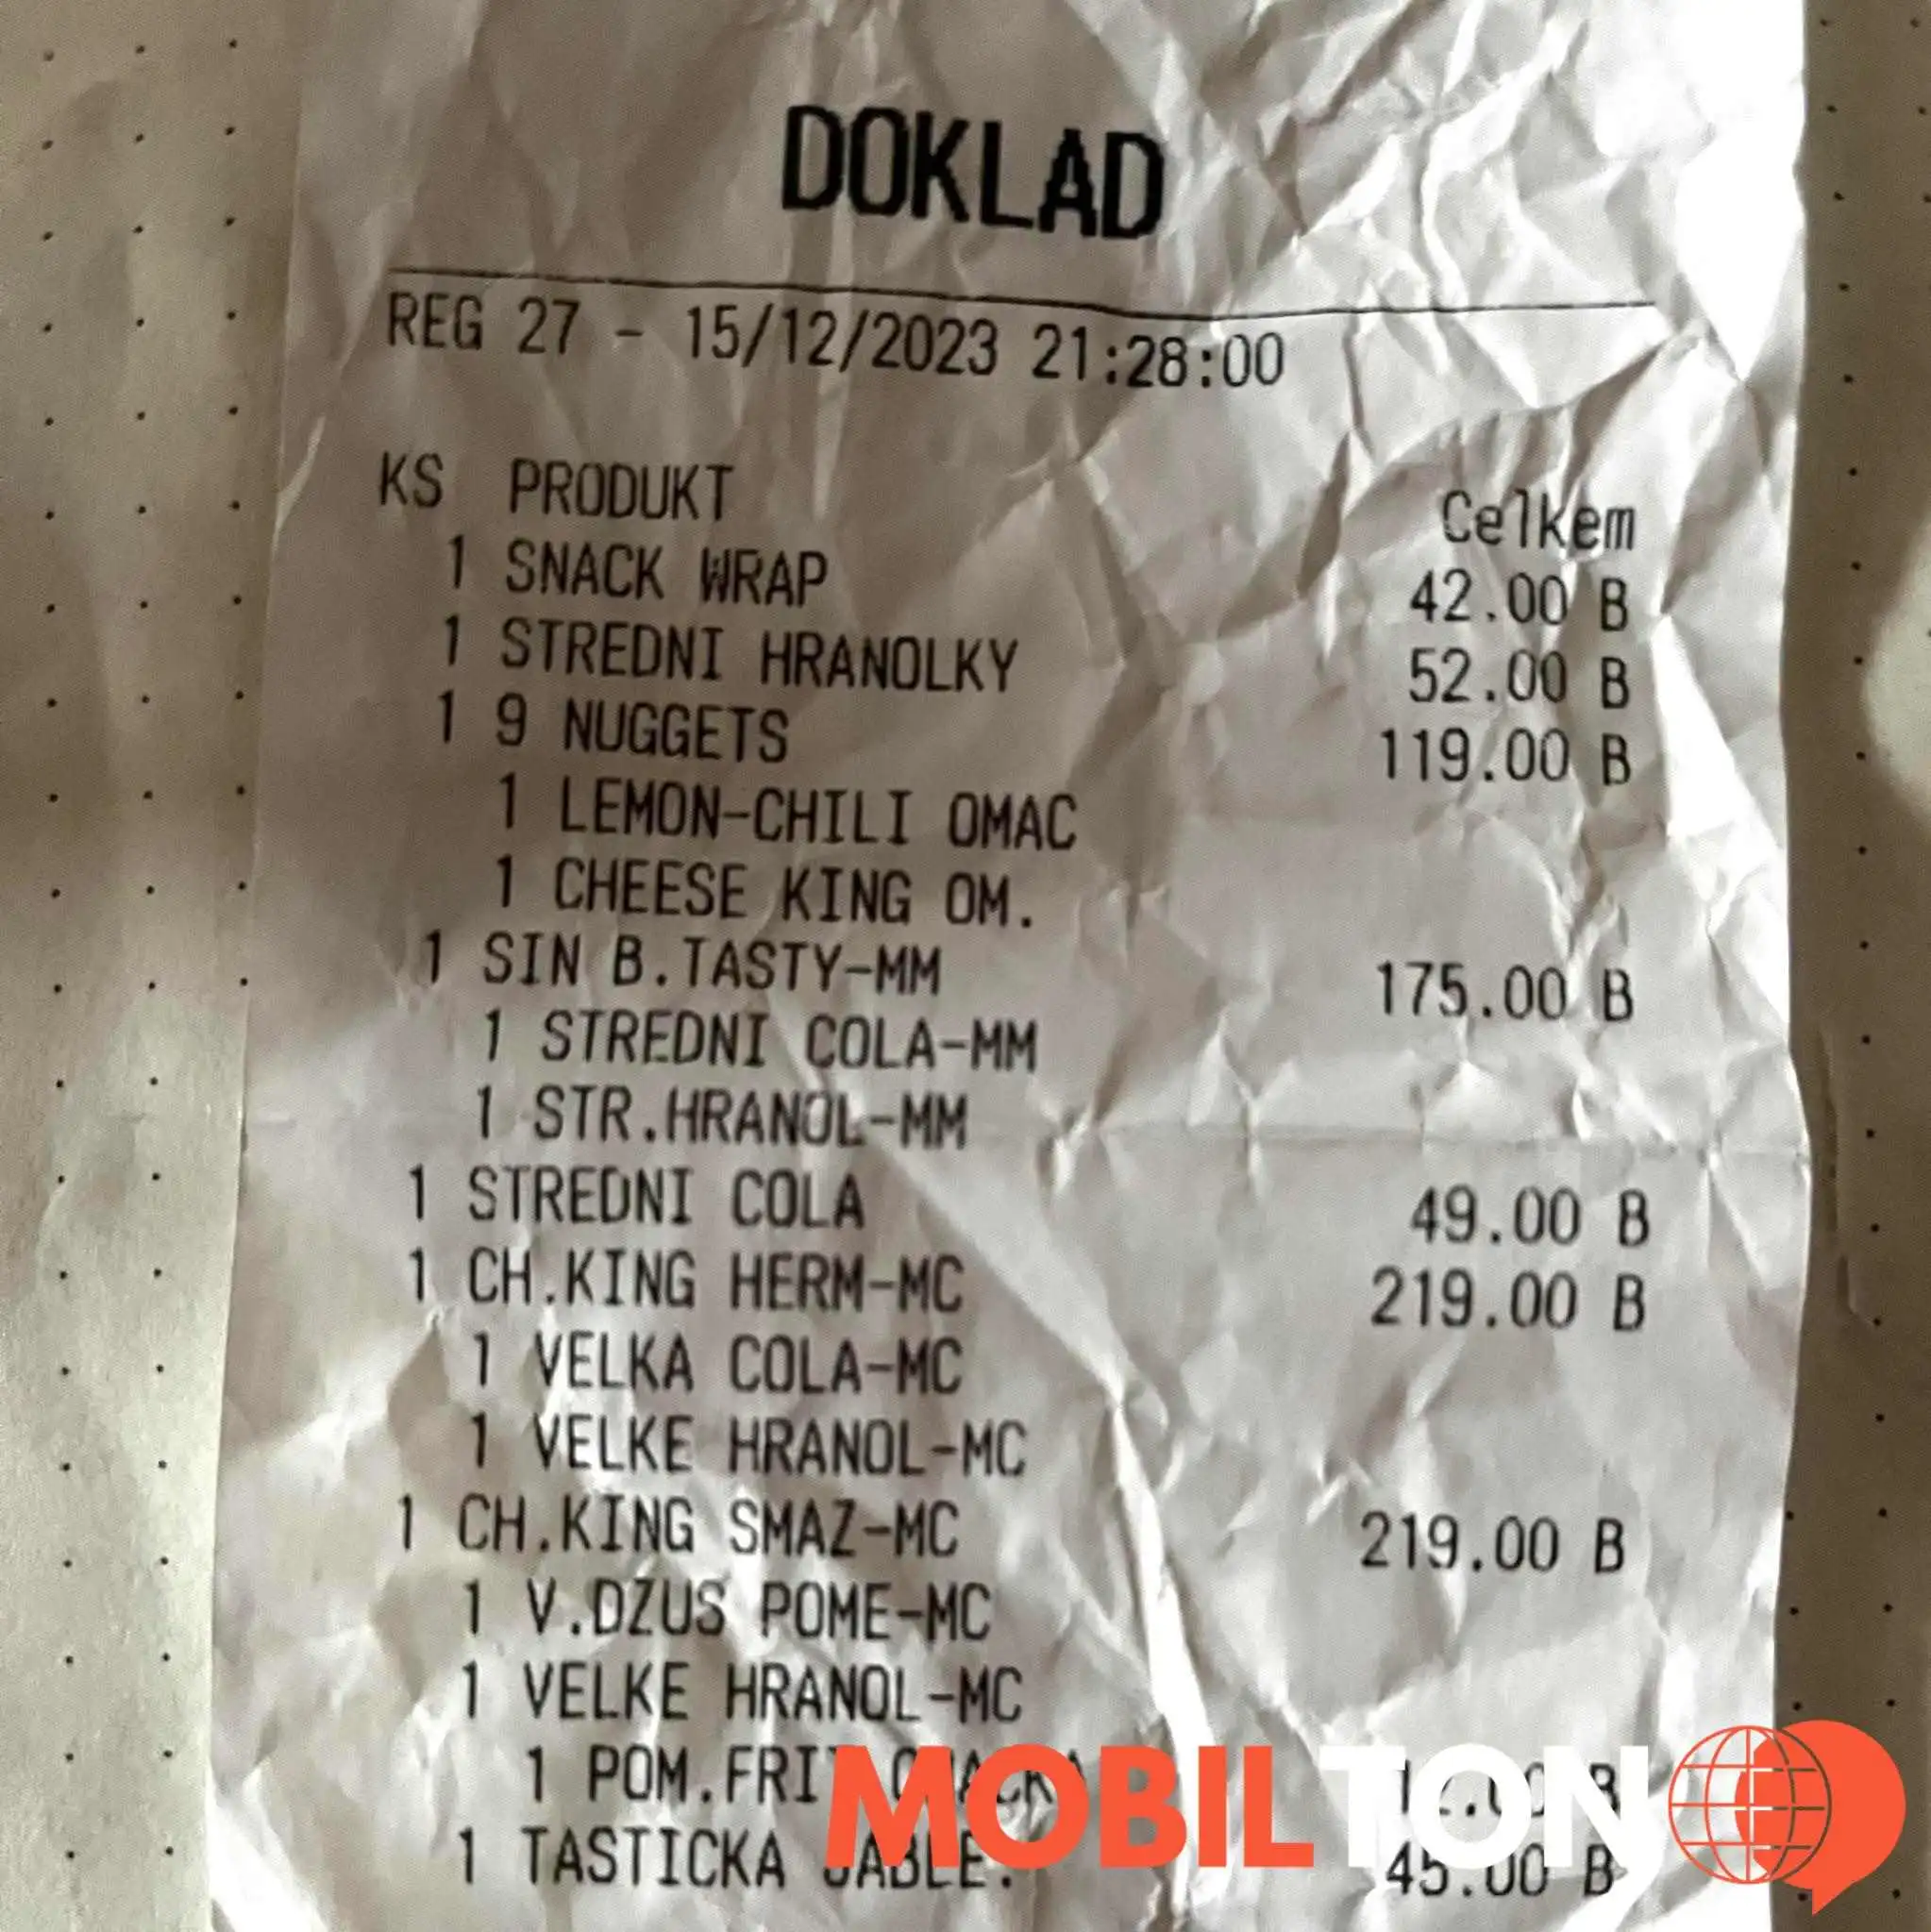 DOKLAD
REG 27 - 15/12/2023 21:28:00
KS PRODUKT Celkem
1 SNACK WRAP 42.00 B
1 STREDNI HRANOLKY 52.00 B
1 9 NUGGETS 119.00 B
1 LEMON-CHILI OMAC
1 CHEESE KING OM.
1 SIN B.TASTY-MM 175.00 B
1 STREDNI COLA-MM
1 STR.HRANOL-MM
1 STREDNI COLA 49.00 B
1 CH.KING HERM-MC 219.00 B
1 VELKA COLA-MC
1 VELKE HRANOL-MC
1 CH.KING SMAZ-MC 219.00 B
1 V.DZUS POME-MC
1 VELKE HRANOL-MC
1 B
1 TASTICKA JABLE. 45.00 B
MOBIL TON